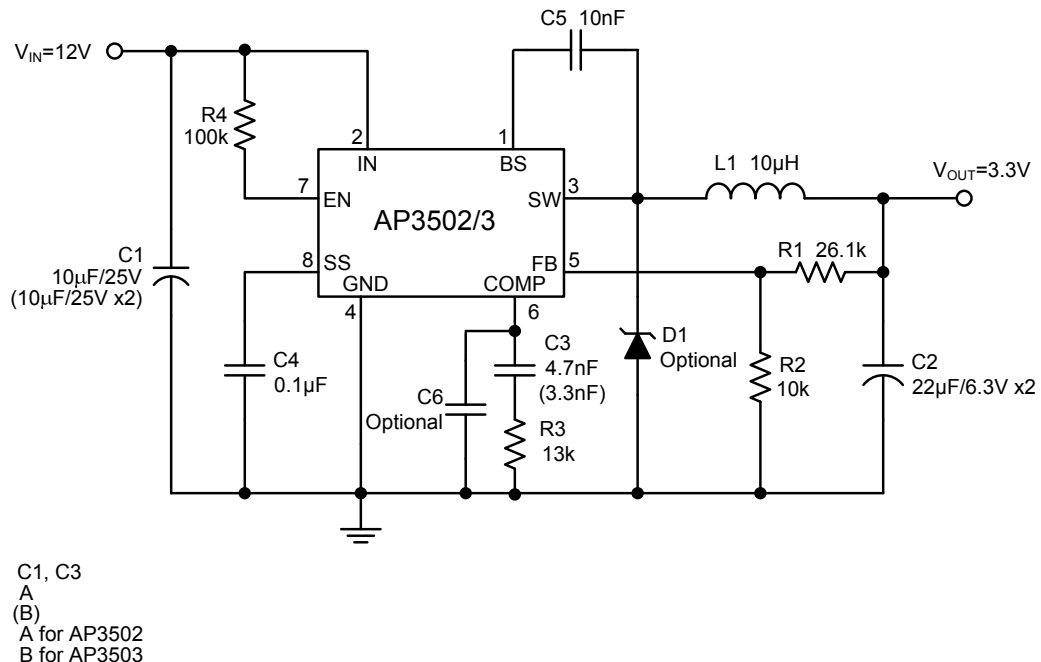 C5 10nF
V_IN=12V
R4
100k
2
1
IN
BS
L1 10µH
V_OUT=3.3V
7
EN
SW
3
AP3502/3
C1
10µF/25V
(10µF/25V x2)
8
SS
FB
5
R1 26.1k
GND
COMP
4
6
C4
0.1µF
C6
Optional
C3
4.7nF
(3.3nF)
R3
13k
D1
Optional
R2
10k
C2
22µF/6.3V x2
C1, C3
A
(B)
A for AP3502
B for AP3503